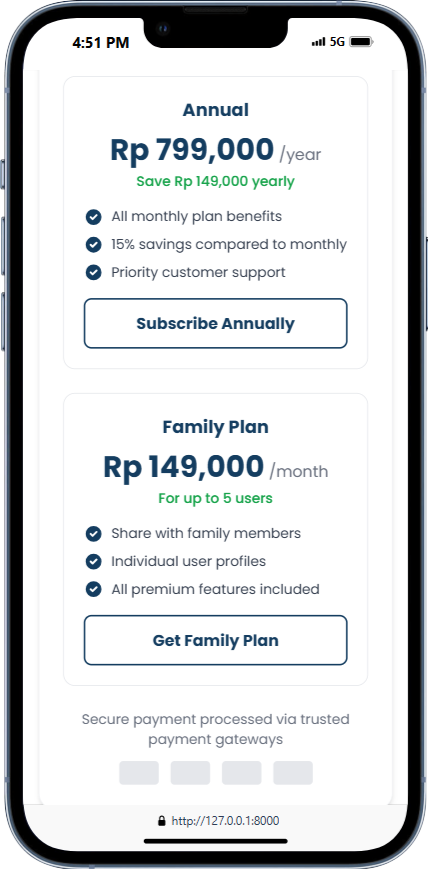 4:51 PM 5G
Annual
Rp 799,000 /year
Save Rp 149,000 yearly
All monthly plan benefits
15% savings compared to monthly
Priority customer support
Subscribe Annually
Family Plan
Rp 149,000 /month
For up to 5 users
Share with family members
Individual user profiles
All premium features included
Get Family Plan
Secure payment processed via trusted
payment gateways
http://127.0.0.1:8000